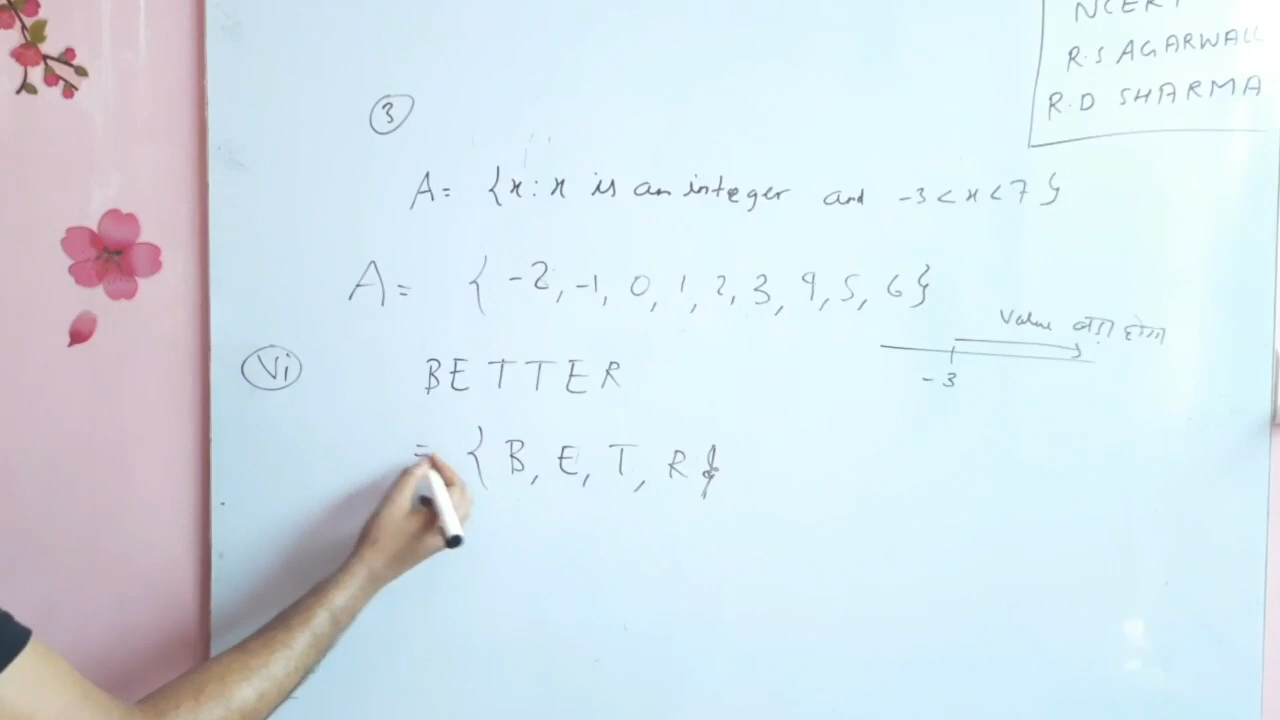 NCERT
R.S AGARWALL
R.D SHARMA
3
A= {x : x is an integer and -3 < x < 7}
A= { -2, -1, 0, 1, 2, 3, 4, 5, 6}
Value बड़ा होगा
-3
Vi
BETTER
= { B, E, T, R }